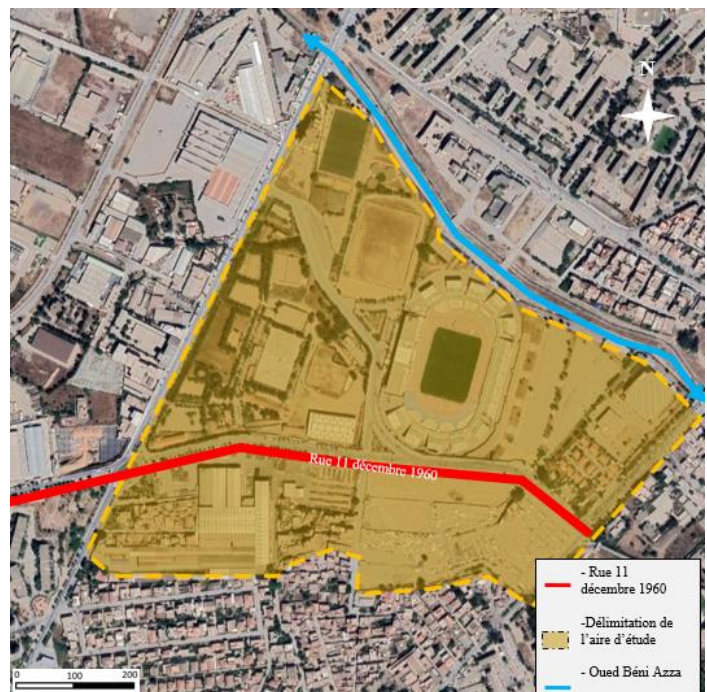 N
Rue 11 décembre 1960
- Rue 11
décembre 1960
-Délimitation de
l'aire d'étude
- Oued Béni Azza
0 100 200